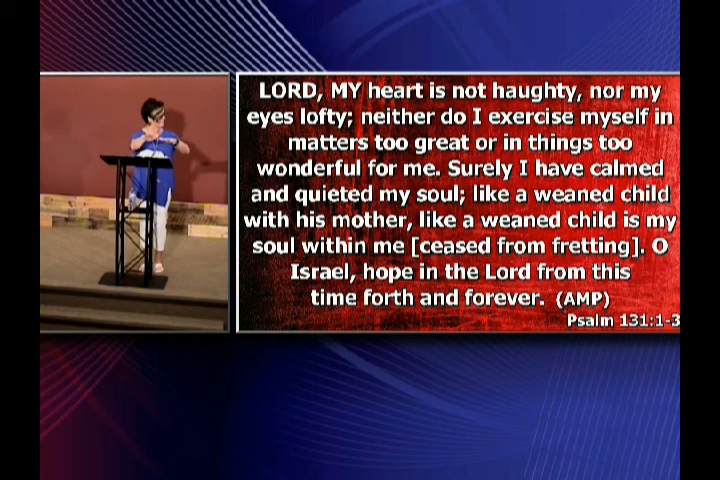 LORD, MY heart is not haughty, nor my
eyes lofty; neither do I exercise myself in
matters too great or in things too
wonderful for me. Surely I have calmed
and quieted my soul; like a weaned child
with his mother, like a weaned child is my
soul within me [ceased from fretting]. O
Israel, hope in the Lord from this
time forth and forever. (AMP)
Psalm 131:1-3